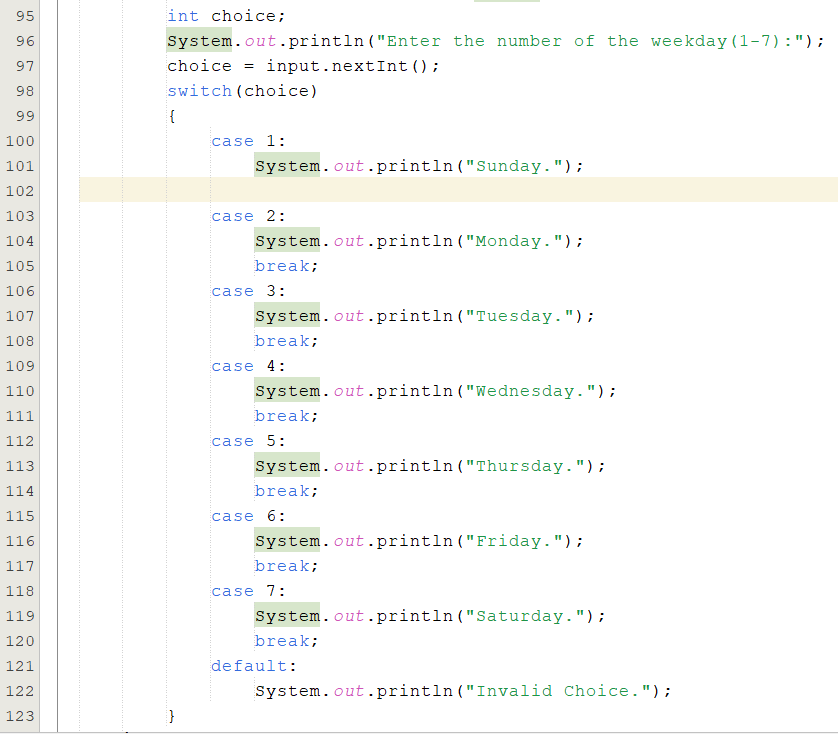 95 int choice;
96 System.out.println("Enter the number of the weekday(1-7):");
97 choice = input.nextInt();
98 switch(choice)
99 {
100 case 1:
101 System.out.println("Sunday.");
102
103 case 2:
104 System.out.println("Monday.");
105 break;
106 case 3:
107 System.out.println("Tuesday.");
108 break;
109 case 4:
110 System.out.println("Wednesday.");
111 break;
112 case 5:
113 System.out.println("Thursday.");
114 break;
115 case 6:
116 System.out.println("Friday.");
117 break;
118 case 7:
119 System.out.println("Saturday.");
120 break;
121 default:
122 System.out.println("Invalid Choice.");
123 }